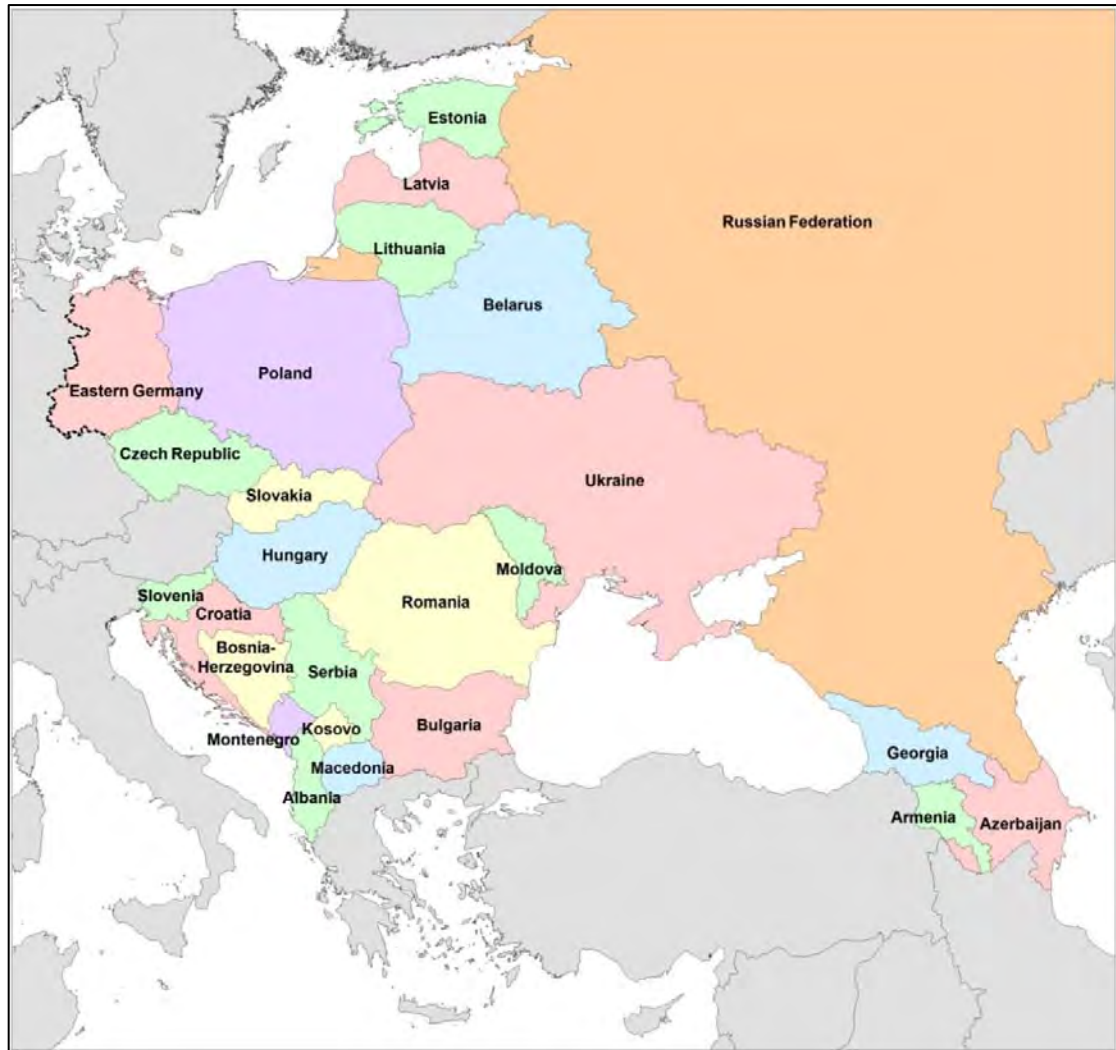 Estonia
Latvia
Russian Federation
Lithuania
Belarus
Poland
Eastern Germany
Czech Republic
Ukraine
Slovakia
Hungary
Moldova
Slovenia
Romania
Croatia
Bosnia-
Herzegovina
Serbia
Bulgaria
Kosovo
Montenegro
Georgia
Macedonia
Albania
Armenia
Azerbaijan